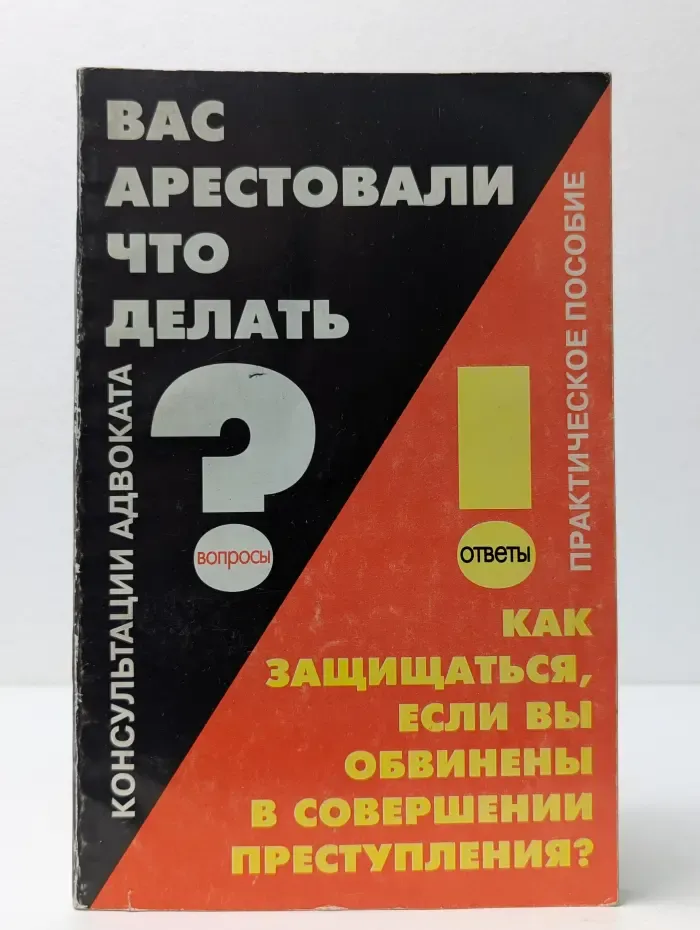 ВАС
АРЕСТОВАЛИ
ЧТО
ДЕЛАТЬ
?
КОНСУЛЬТАЦИИ АДВОКАТА
вопросы
!
ответы
ПРАКТИЧЕСКОЕ ПОСОБИЕ
КАК
ЗАЩИЩАТЬСЯ,
ЕСЛИ ВЫ
ОБВИНЕНЫ
В СОВЕРШЕНИИ
ПРЕСТУПЛЕНИЯ?